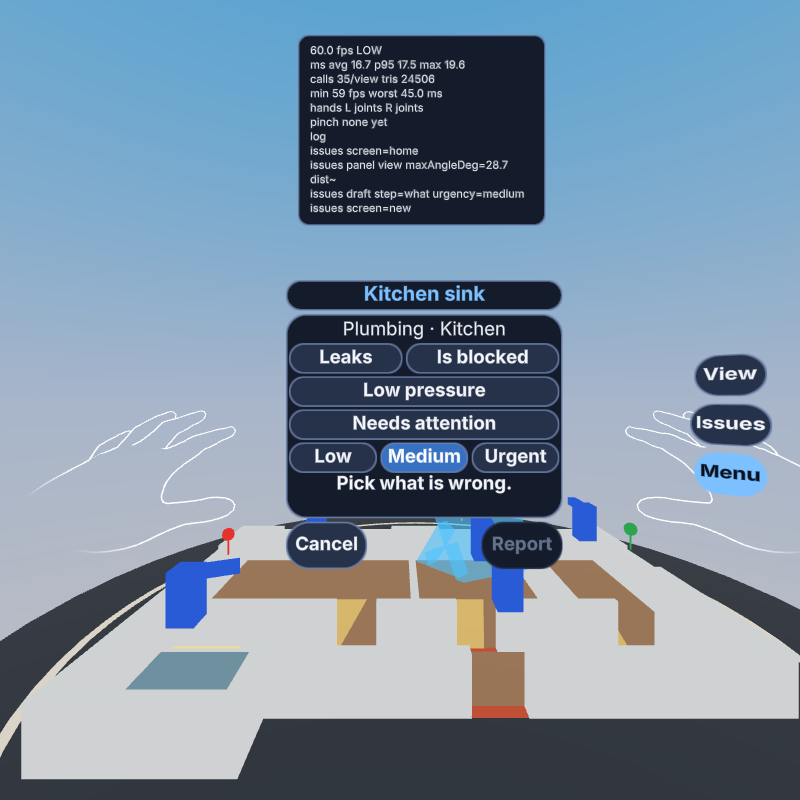 60.0 fps LOW
ms avg 16.7 p95 17.5 max 19.6
calls 35/view tris 24506
min 59 fps worst 45.0 ms
hands L joints R joints
pinch none yet
log
issues screen=home
issues panel view maxAngleDeg=28.7
dist~
issues draft step=what urgency=medium
issues screen=new
Kitchen sink
Plumbing · Kitchen
Leaks Is blocked
Low pressure
Needs attention
Low Medium Urgent
Pick what is wrong.
Cancel Report
View
Issues
Menu